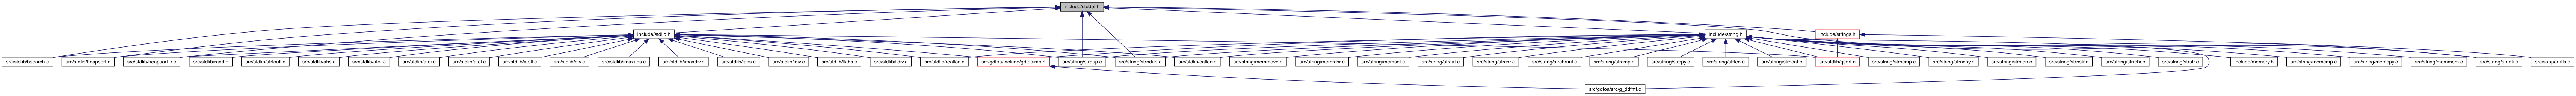 include/stddef.h
include/stdlib.h
include/string.h
include/strings.h
src/stdlib/bsearch.c
src/stdlib/heapsort.c
src/stdlib/heapsort_r.c
src/stdlib/rand.c
src/stdlib/strtoull.c
src/stdlib/abs.c
src/stdlib/atof.c
src/stdlib/atoi.c
src/stdlib/atol.c
src/stdlib/atoll.c
src/stdlib/div.c
src/stdlib/imaxabs.c
src/stdlib/imaxdiv.c
src/stdlib/labs.c
src/stdlib/ldiv.c
src/stdlib/llabs.c
src/stdlib/lldiv.c
src/stdlib/realloc.c
src/gdtoa/include/gdtoaimp.h
src/string/strdup.c
src/string/strndup.c
src/stdlib/calloc.c
src/string/memmove.c
src/string/memrchr.c
src/string/memset.c
src/string/strcat.c
src/string/strchr.c
src/string/strchrnul.c
src/string/strcmp.c
src/string/strcpy.c
src/string/strlen.c
src/string/strncat.c
src/stdlib/qsort.c
src/string/strncmp.c
src/string/strncpy.c
src/string/strnlen.c
src/string/strnstr.c
src/string/strrchr.c
src/string/strstr.c
include/memory.h
src/string/memcmp.c
src/string/memcpy.c
src/string/memmem.c
src/string/strtok.c
src/support/fls.c
src/gdtoa/src/g_ddfmt.c